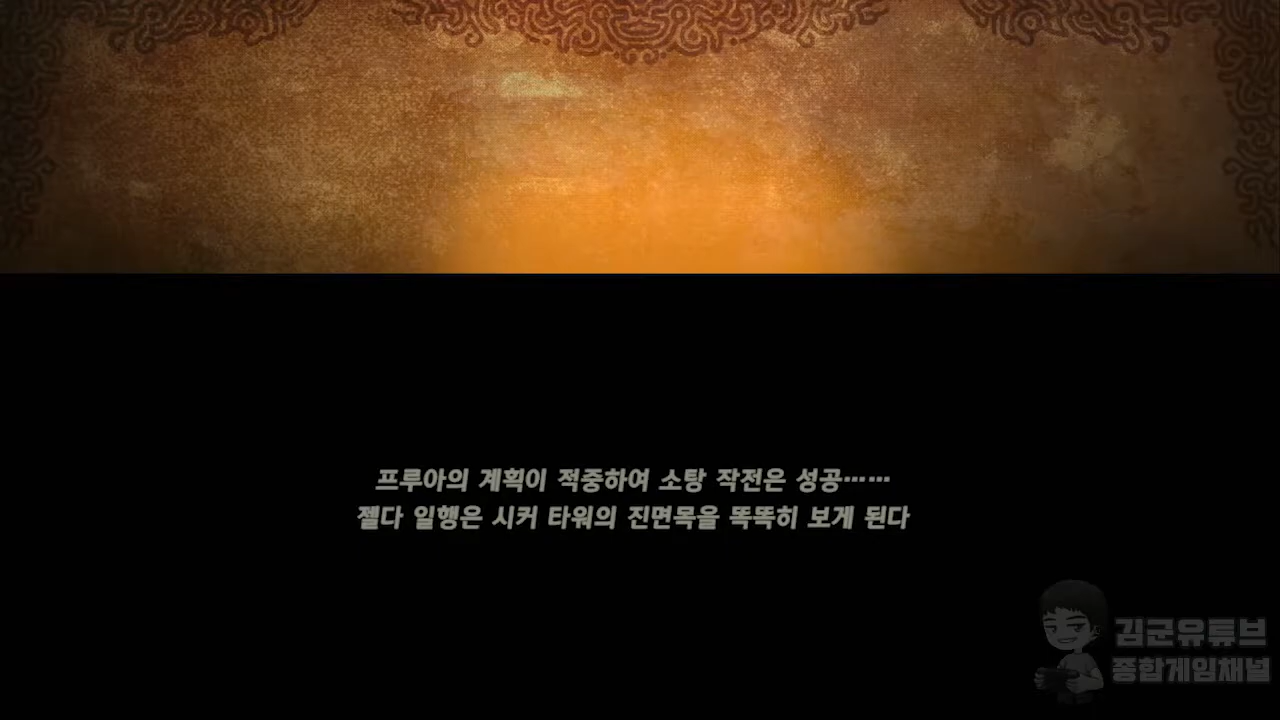 프루아의 계획이 적중하여 소탕 작전은 성공……
젤다 일행은 시커 타워의 진면목을 똑똑히 보게 된다
김군유튜브
종합게임채널